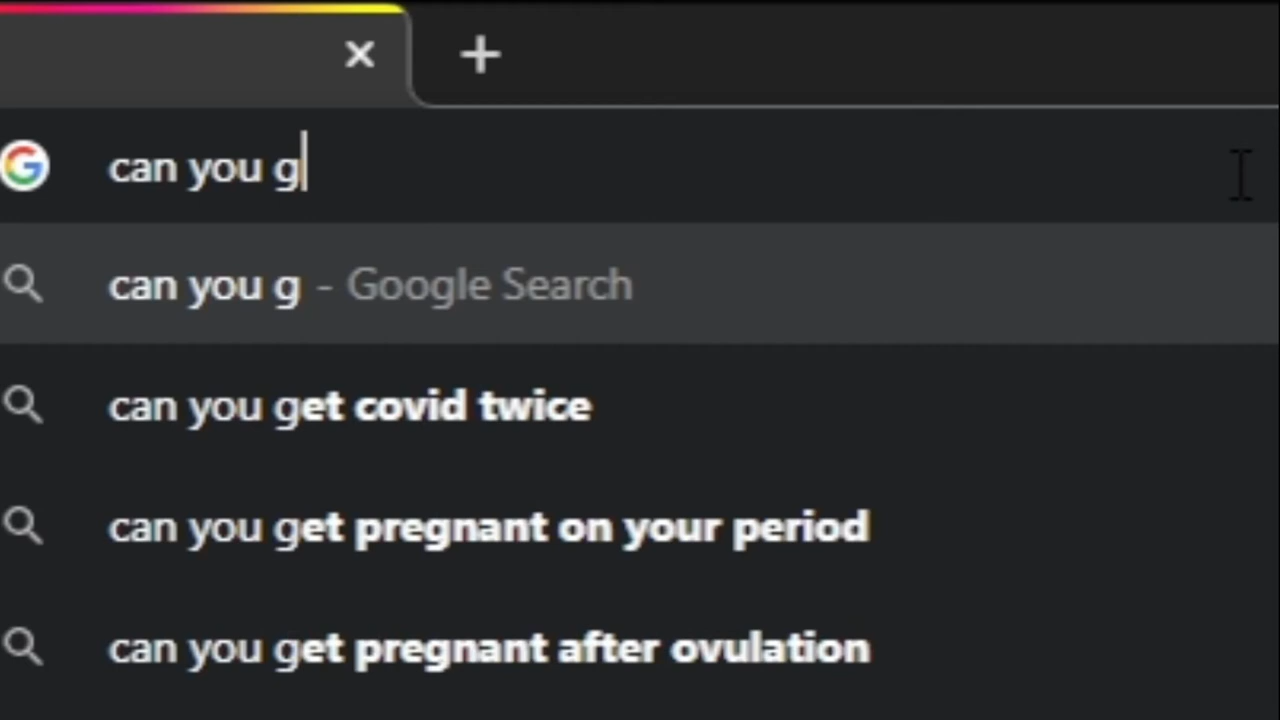 can you g
can you g - Google Search
can you get covid twice
can you get pregnant on your period
can you get pregnant after ovulation